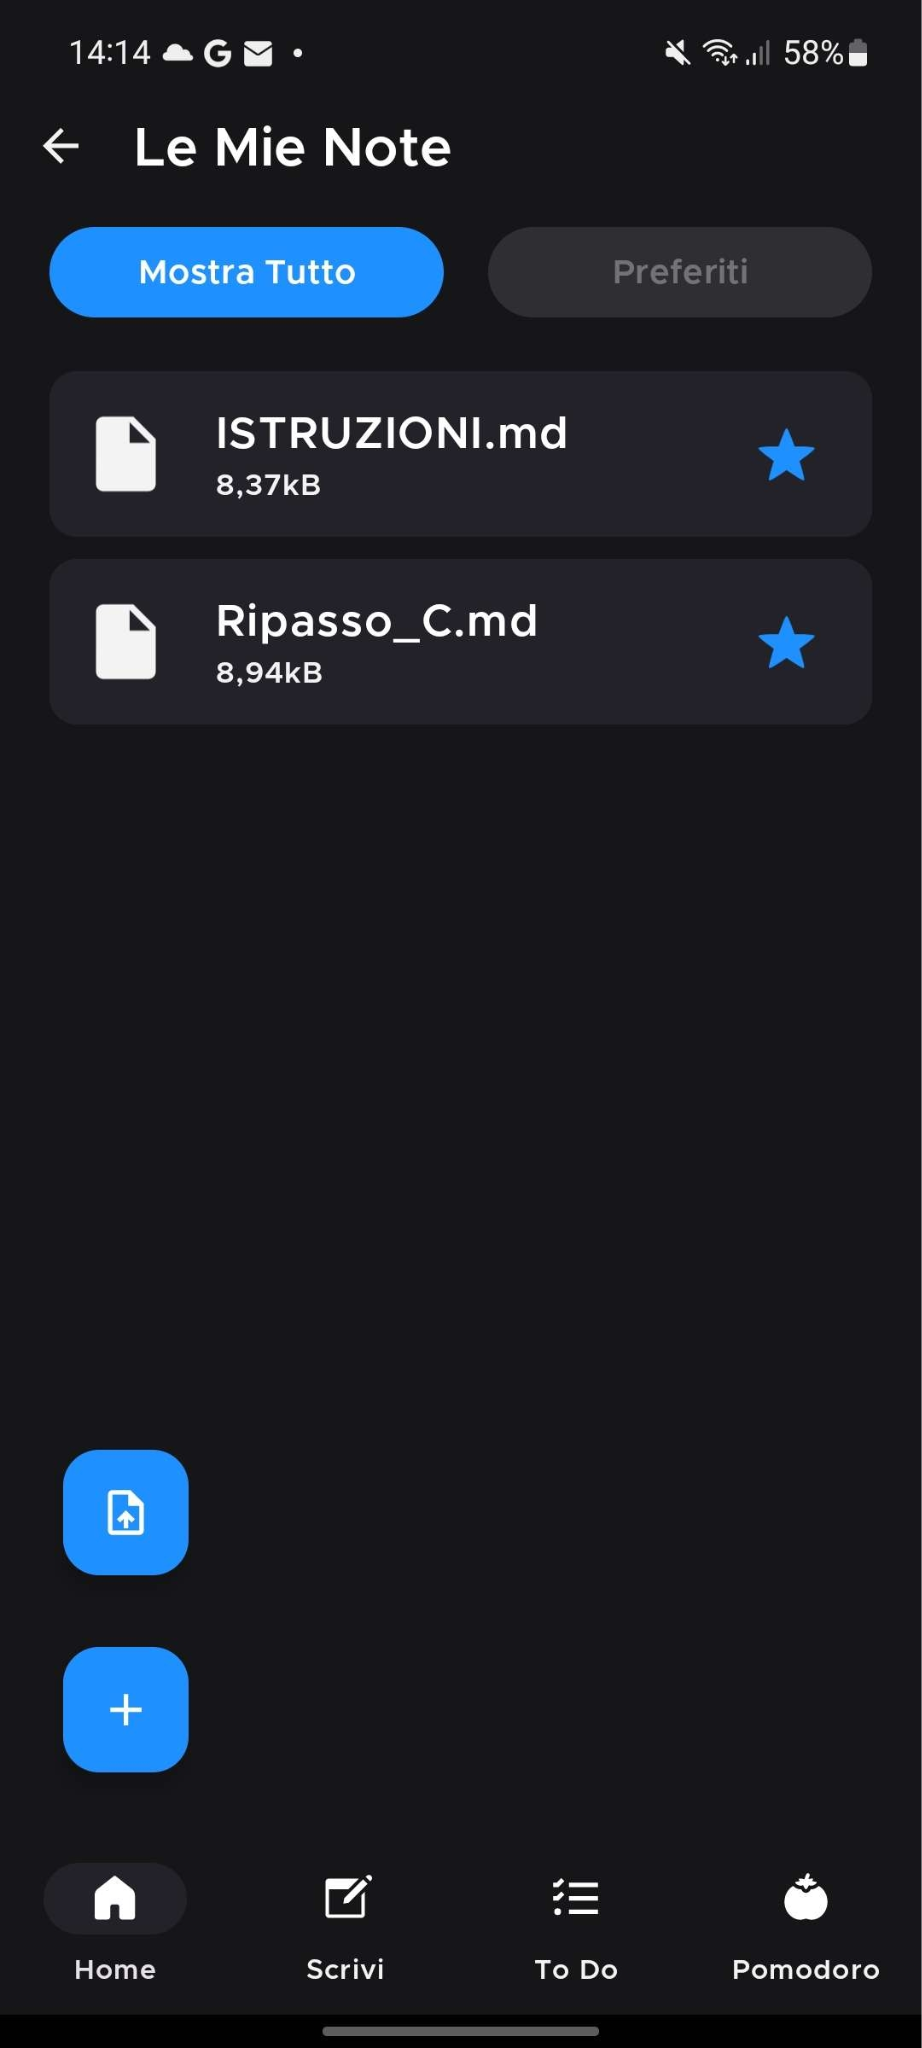 14:14
58%
Le Mie Note
Mostra Tutto
Preferiti
ISTRUZIONI.md
8,37kB
Ripasso_C.md
8,94kB
Home
Scrivi
To Do
Pomodoro